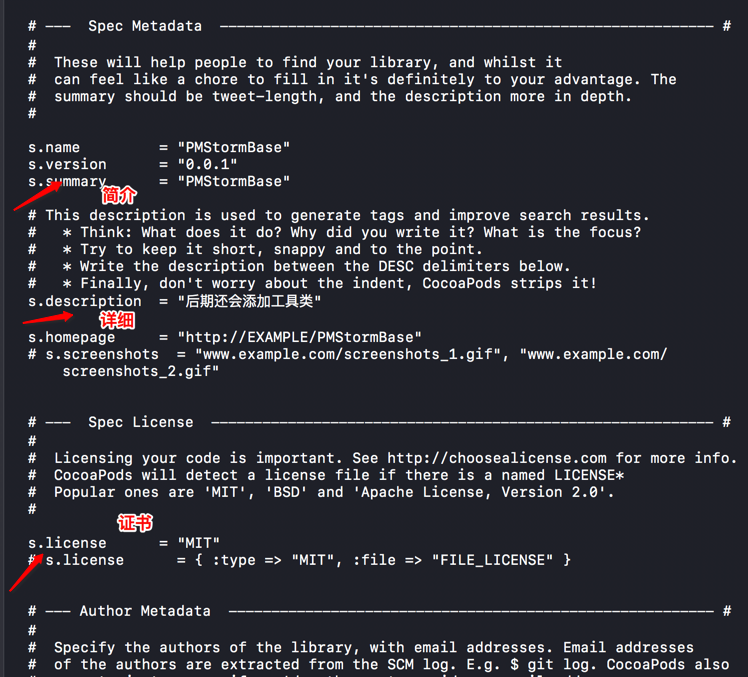 # ––– Spec Metadata –––––––––––––––––––––––––––––––––––––––––––––––––––––––––– #
#
# These will help people to find your library, and whilst it
# can feel like a chore to fill in it's definitely to your advantage. The
# summary should be tweet-length, and the description more in depth.
#
s.name = "PMStormBase"
s.version = "0.0.1"
s.summary = "PMStormBase"
简介
# This description is used to generate tags and improve search results.
# * Think: What does it do? Why did you write it? What is the focus?
# * Try to keep it short, snappy and to the point.
# * Write the description between the DESC delimiters below.
# * Finally, don't worry about the indent, CocoaPods strips it!
s.description = "后期还会添加工具类"
详细
s.homepage = "http://EXAMPLE/PMStormBase"
# s.screenshots = "www.example.com/screenshots_1.gif", "www.example.com/
screenshots_2.gif"
# ––– Spec License ––––––––––––––––––––––––––––––––––––––––––––––––––––––––––– #
#
# Licensing your code is important. See http://choosealicense.com for more info.
# CocoaPods will detect a license file if there is a named LICENSE*
# Popular ones are 'MIT', 'BSD' and 'Apache License, Version 2.0'.
#
证书
s.license = "MIT"
# s.license = { :type => "MIT", :file => "FILE_LICENSE" }
# ––– Author Metadata ––––––––––––––––––––––––––––––––––––––––––––––––––––––––– #
#
# Specify the authors of the library, with email addresses. Email addresses
# of the authors are extracted from the SCM log. E.g. $ git log. CocoaPods also